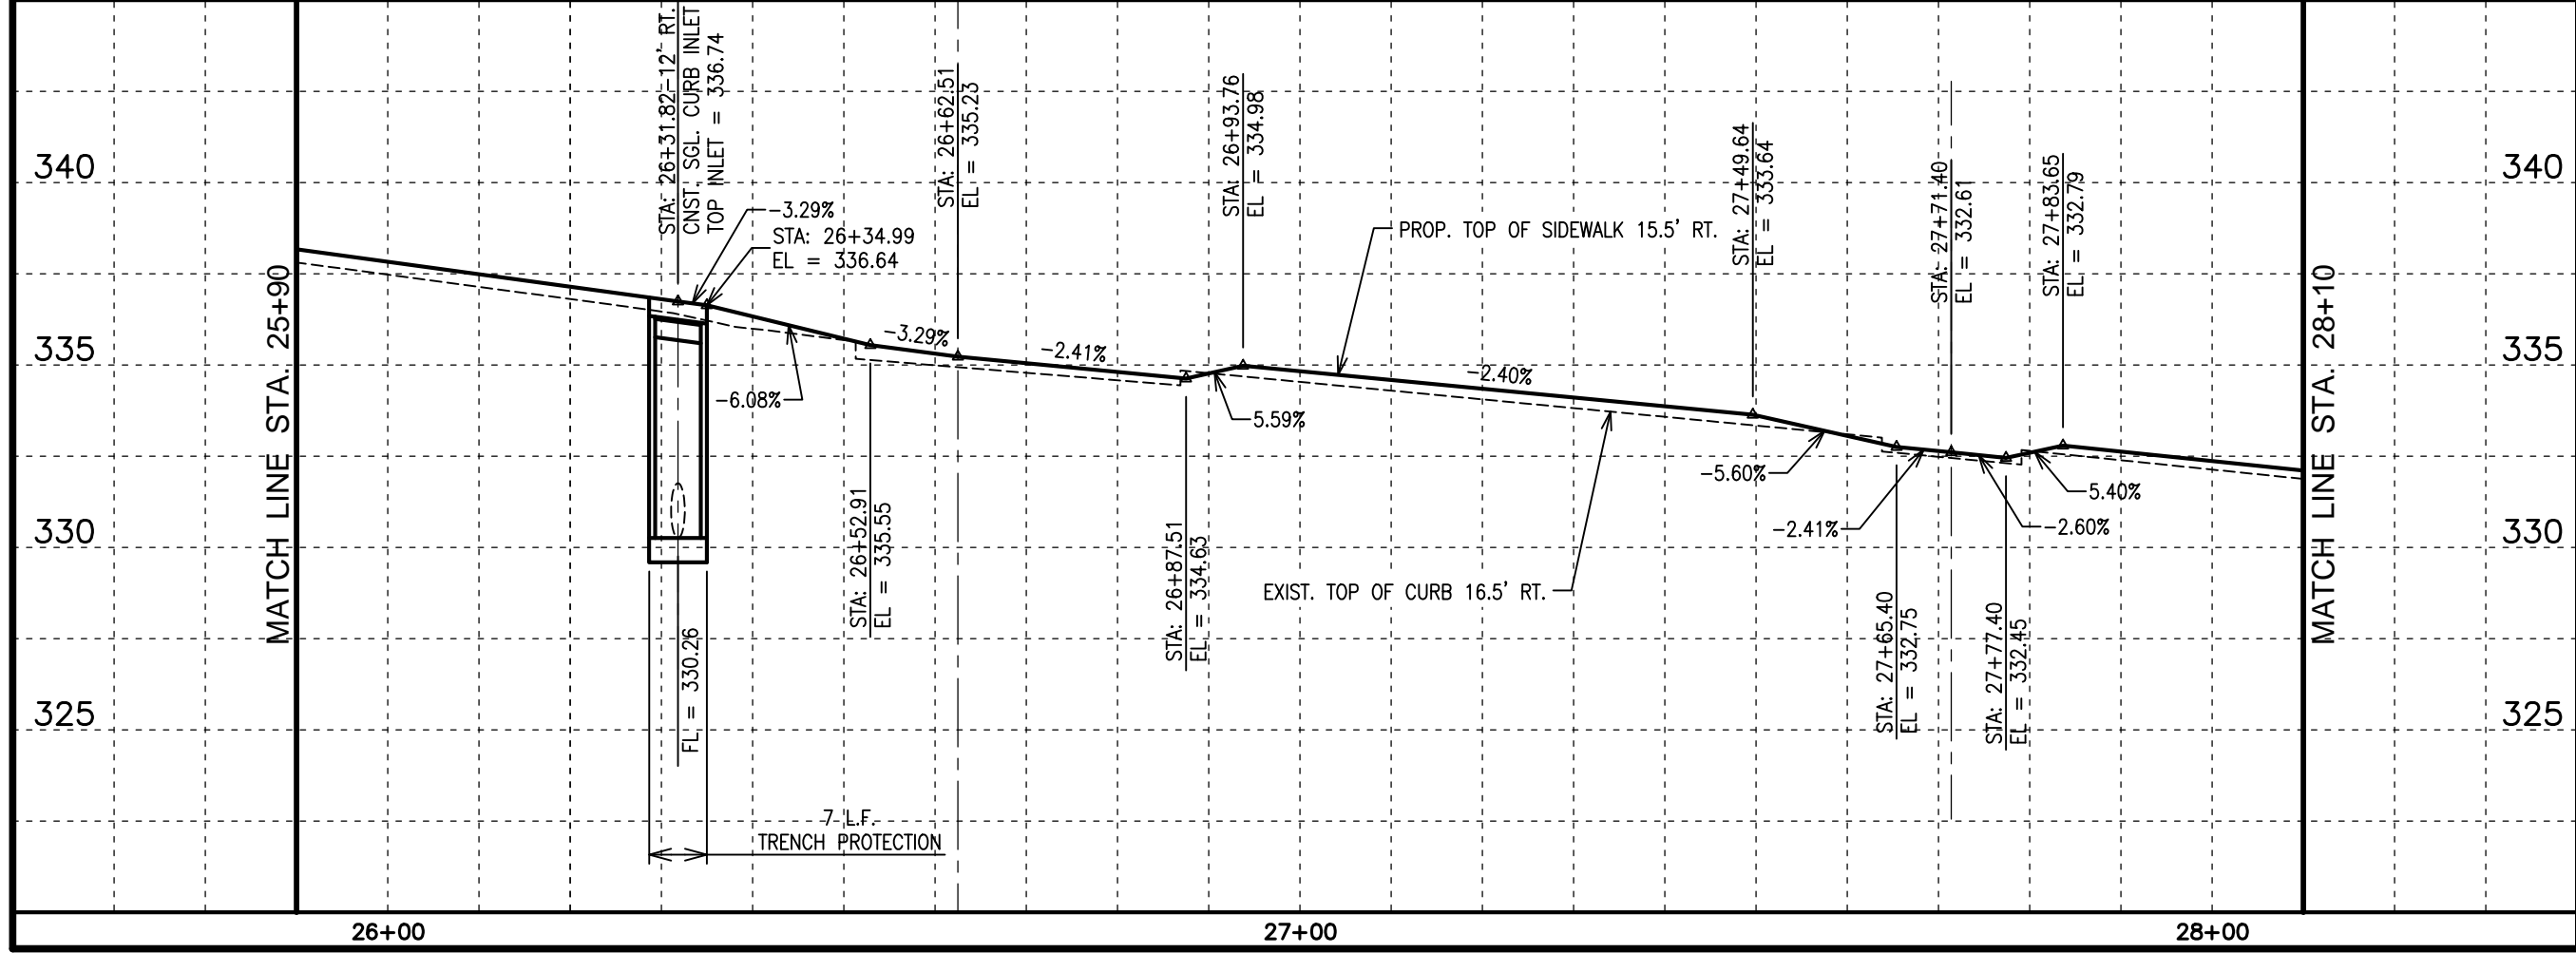 STA: 26+31.82-12' RT.
CNST. SGL. CURB INLET
TOP INLET = 336.74
STA: 26+62.51
EL = 335.23
STA: 26+93.76
EL = 334.98
STA: 27+49.64
EL = 333.64
STA: 27+71.40
EL = 332.61
STA: 27+83.65
EL = 332.79
340
340
-3.29%
STA: 26+34.99
EL = 336.64
PROP. TOP OF SIDEWALK 15.5' RT.
MATCH LINE STA. 25+90
MATCH LINE STA. 28+10
335
335
-3.29%
-2.41%
-2.40%
-6.08%
5.59%
-5.60%
5.40%
-2.41%
-2.60%
330
330
STA: 26+52.91
EL = 335.55
STA: 26+87.51
EL = 334.63
EXIST. TOP OF CURB 16.5' RT.
STA: 27+65.40
EL = 332.75
STA: 27+77.40
EL = 332.45
FL = 330.26
325
325
7 L.F.
TRENCH PROTECTION
26+00
27+00
28+00